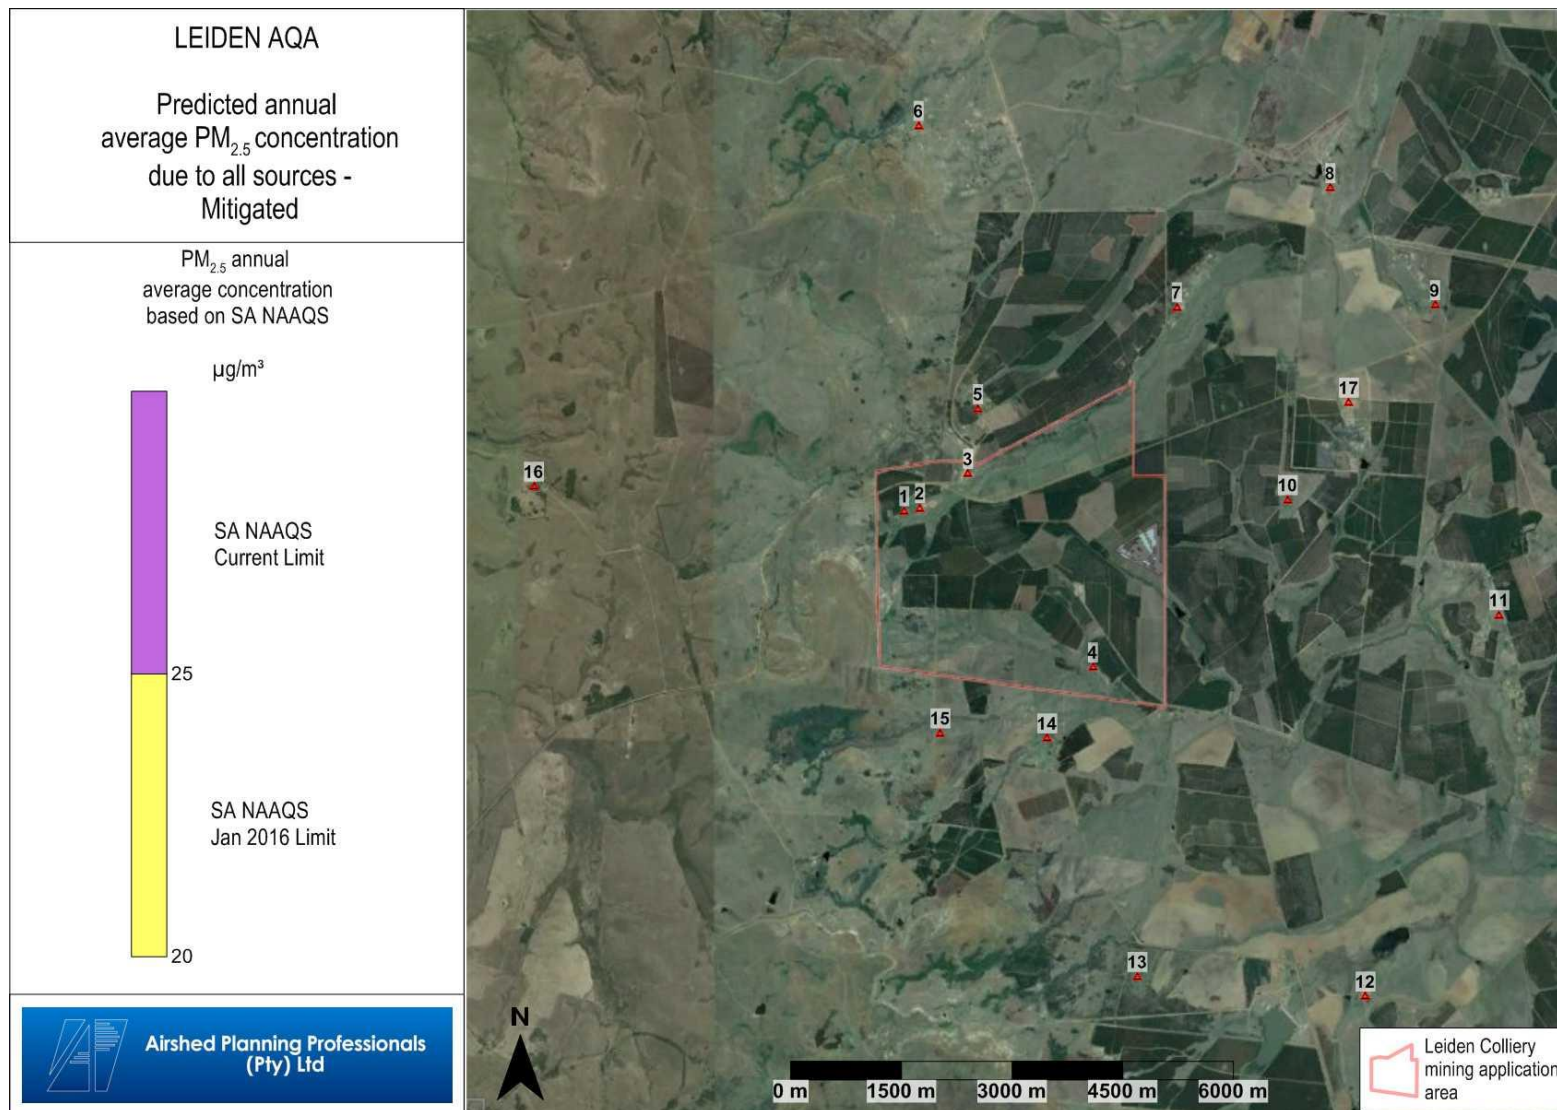 LEIDEN AQA
Predicted annual
average PM2.5 concentration
due to all sources -
Mitigated
PM2.5 annual
average concentration
based on SA NAAQS
µg/m³
SA NAAQS
Current Limit
25
SA NAAQS
Jan 2016 Limit
20
Airshed Planning Professionals
(Pty) Ltd
6
8
7
9
5
17
3
16
1 2
10
11
4
15
14
13
12
N
0 m 1500 m 3000 m 4500 m 6000 m
Leiden Colliery
mining application
area